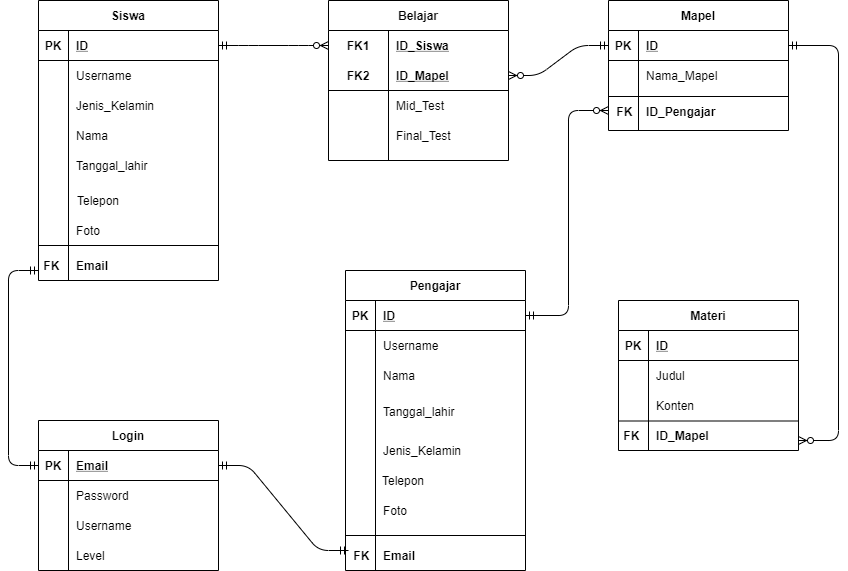 Siswa
PK ID
Username
Jenis_Kelamin
Nama
Tanggal_lahir
Telepon
Foto
FK Email
Belajar
FK1 ID_Siswa
FK2 ID_Mapel
Mid_Test
Final_Test
Mapel
PK ID
Nama_Mapel
FK ID_Pengajar
Pengajar
PK ID
Username
Nama
Tanggal_lahir
Jenis_Kelamin
Telepon
Foto
FK Email
Materi
PK ID
Judul
Konten
FK ID_Mapel
Login
PK Email
Password
Username
Level